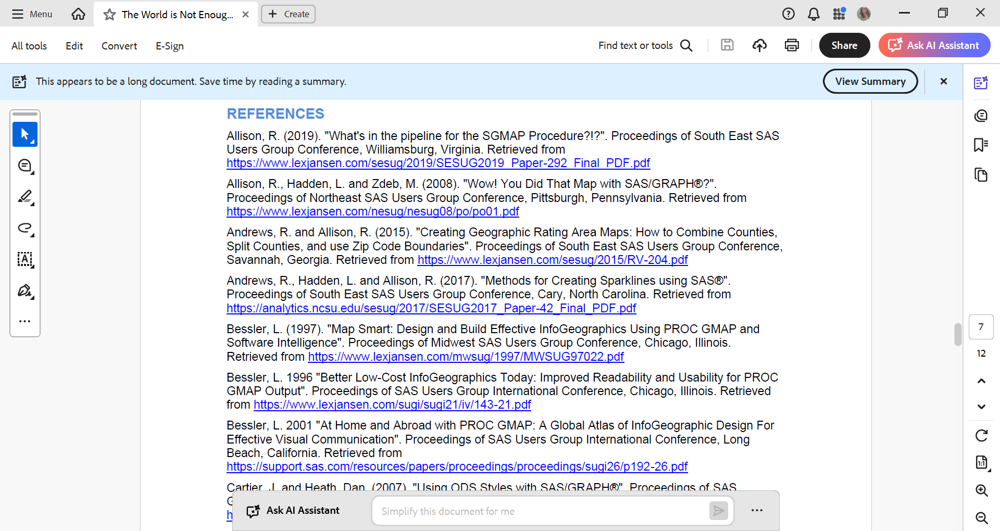 Menu
The World is Not Enoug...
Create
All tools
Edit
Convert
E-Sign
Find text or tools
Share
Ask AI Assistant
This appears to be a long document. Save time by reading a summary.
View Summary
REFERENCES
Allison, R. (2019). "What's in the pipeline for the SGMAP Procedure?!?". Proceedings of South East SAS
Users Group Conference, Williamsburg, Virginia. Retrieved from
https://www.lexjansen.com/sesug/2019/SESUG2019_Paper-292_Final_PDF.pdf
Allison, R., Hadden, L. and Zdeb, M. (2008). "Wow! You Did That Map with SAS/GRAPH®?".
Proceedings of Northeast SAS Users Group Conference, Pittsburgh, Pennsylvania. Retrieved from
https://www.lexjansen.com/nesug/nesug08/po/po01.pdf
Andrews, R. and Allison, R. (2015). "Creating Geographic Rating Area Maps: How to Combine Counties,
Split Counties, and use Zip Code Boundaries". Proceedings of South East SAS Users Group Conference,
Savannah, Georgia. Retrieved from https://www.lexjansen.com/sesug/2015/RV-204.pdf
Andrews, R., Hadden, L. and Allison, R. (2017). "Methods for Creating Sparklines using SAS®".
Proceedings of South East SAS Users Group Conference, Cary, North Carolina. Retrieved from
https://analytics.ncsu.edu/sesug/2017/SESUG2017_Paper-42_Final_PDF.pdf
Bessler, L. (1997). "Map Smart: Design and Build Effective InfoGeographics Using PROC GMAP and
Software Intelligence". Proceedings of Midwest SAS Users Group Conference, Chicago, Illinois.
Retrieved from https://www.lexjansen.com/mwsug/1997/MWSUG97022.pdf
Bessler, L. 1996 "Better Low-Cost InfoGeographics Today: Improved Readability and Usability for PROC
GMAP Output". Proceedings of SAS Users Group International Conference, Chicago, Illinois. Retrieved
from https://www.lexjansen.com/sugi/sugi21/iv/143-21.pdf
Bessler, L. 2001 "At Home and Abroad with PROC GMAP: A Global Atlas of InfoGeographic Design For
Effective Visual Communication". Proceedings of SAS Users Group International Conference, Long
Beach, California. Retrieved from
https://support.sas.com/resources/papers/proceedings/proceedings/sugi26/p192-26.pdf
Cartier, J. and Heath, Dan. (2007). "Using ODS Styles with SAS/GRAPH®". Proceedings of SAS
Ask AI Assistant
Simplify this document for me
7
12